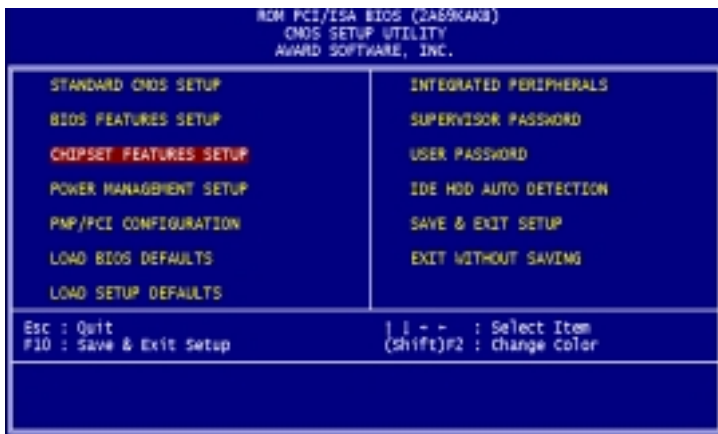 ROM PCI/ISA BIOS (2A69KAKB)
CMOS SETUP UTILITY
AWARD SOFTWARE, INC.
STANDARD CMOS SETUP
BIOS FEATURES SETUP
CHIPSET FEATURES SETUP
POWER MANAGEMENT SETUP
PNP/PCI CONFIGURATION
LOAD BIOS DEFAULTS
LOAD SETUP DEFAULTS
INTEGRATED PERIPHERALS
SUPERVISOR PASSWORD
USER PASSWORD
IDE HDD AUTO DETECTION
SAVE & EXIT SETUP
EXIT WITHOUT SAVING
Esc : Quit
F10 : Save & Exit Setup
: Select Item
(Shift)F2 : Change Color